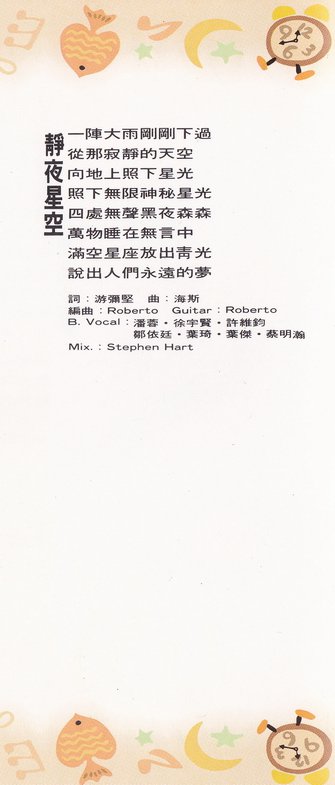 靜夜星空
一陣大雨剛剛下過
從那寂靜的天空
向地上照下星光
照下無限神秘星光
四處無聲黑夜森森
萬物睡在無言中
滿空星座放出靑光
說出人們永遠的夢
詞：游彌堅　曲：海斯
編曲：Roberto　Guitar：Roberto
B. Vocal：潘蓉・徐宇賢・許維鈞
鄒依廷・葉琦・葉傑・蔡明瀚
Mix.：Stephen Hart